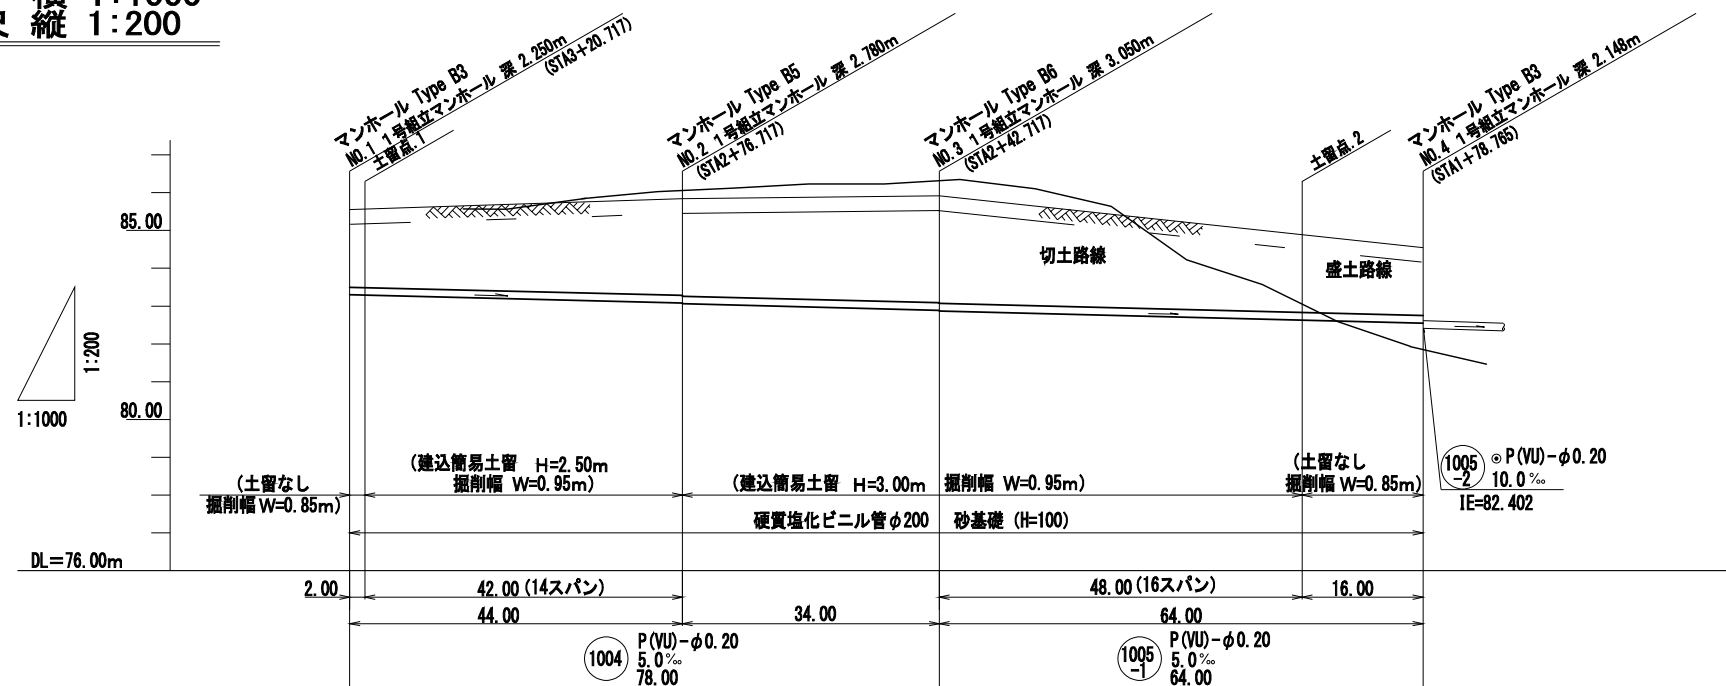 縦 1:200
マンホール Type B3
NO.1 1号組立マンホール 深 2.250m
(STA3+20.717)
土留点.1
マンホール Type B5
NO.2 1号組立マンホール 深 2.780m
(STA2+76.717)
マンホール Type B6
NO.3 1号組立マンホール 深 3.050m
(STA2+42.717)
土留点.2
マンホール Type B3
NO.4 1号組立マンホール 深 2.148m
(STA1+78.765)
85.00
切土路線
盛土路線
1:200
1:1000
80.00
(土留なし
掘削幅 W=0.85m)
(建込簡易土留 H=2.50m
掘削幅 W=0.95m)
(建込簡易土留 H=3.00m 掘削幅 W=0.95m)
(土留なし
掘削幅 W=0.85m)
1005
-2
P(VU)-φ0.20
10.0‰
IE=82.402
硬質塩化ビニル管φ200 砂基礎 (H=100)
DL=76.00m
2.00
42.00(14スパン)
48.00(16スパン)
16.00
44.00
34.00
64.00
1004
P(VU)-φ0.20
5.0‰
78.00
1005
-1
P(VU)-φ0.20
5.0‰
64.00